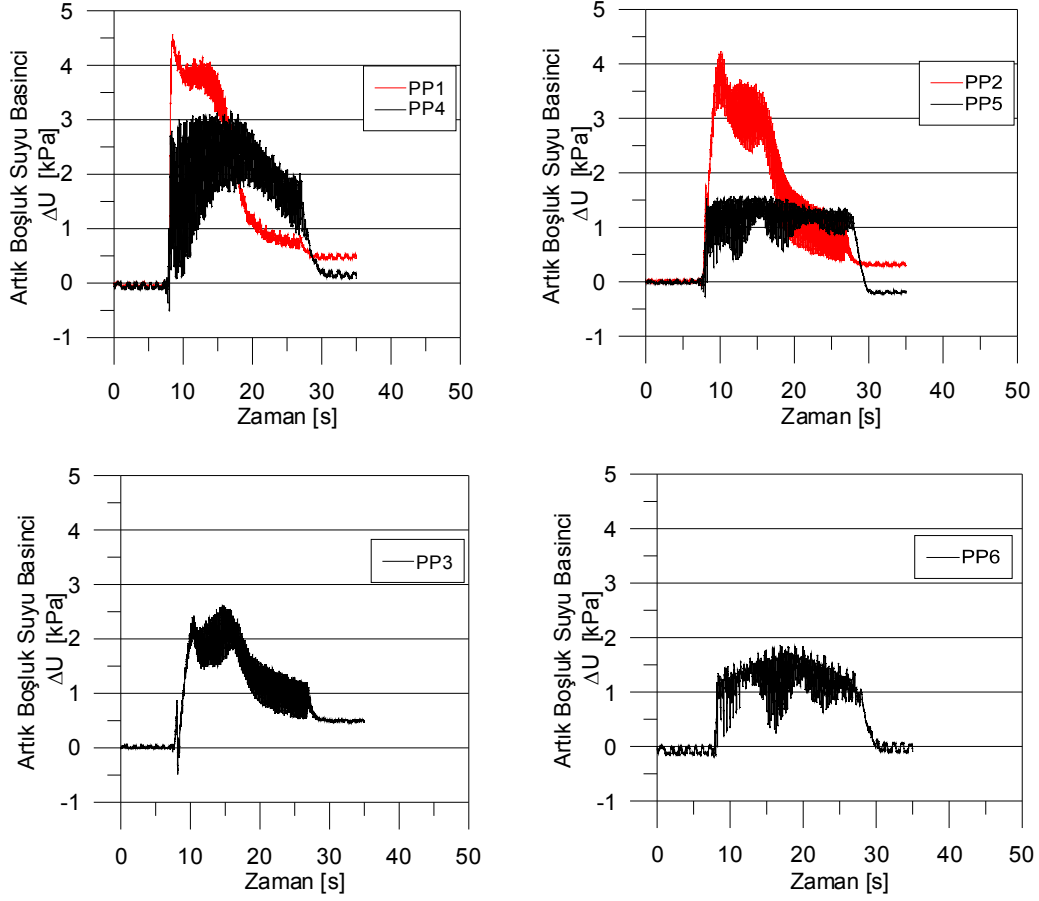 5
4
3
2
1
0
-1
Artık Boşluk Suyu Basinci
ΔU [kPa]
PP1
PP4
0 10 20 30 40 50
Zaman [s]
5
4
3
2
1
0
-1
Artık Boşluk Suyu Basinci
ΔU [kPa]
PP2
PP5
0 10 20 30 40 50
Zaman [s]
5
4
3
2
1
0
-1
Artık Boşluk Suyu Basinci
ΔU [kPa]
PP3
0 10 20 30 40 50
Zaman [s]
5
4
3
2
1
0
-1
Artık Boşluk Suyu Basinci
ΔU [kPa]
PP6
0 10 20 30 40 50
Zaman [s]